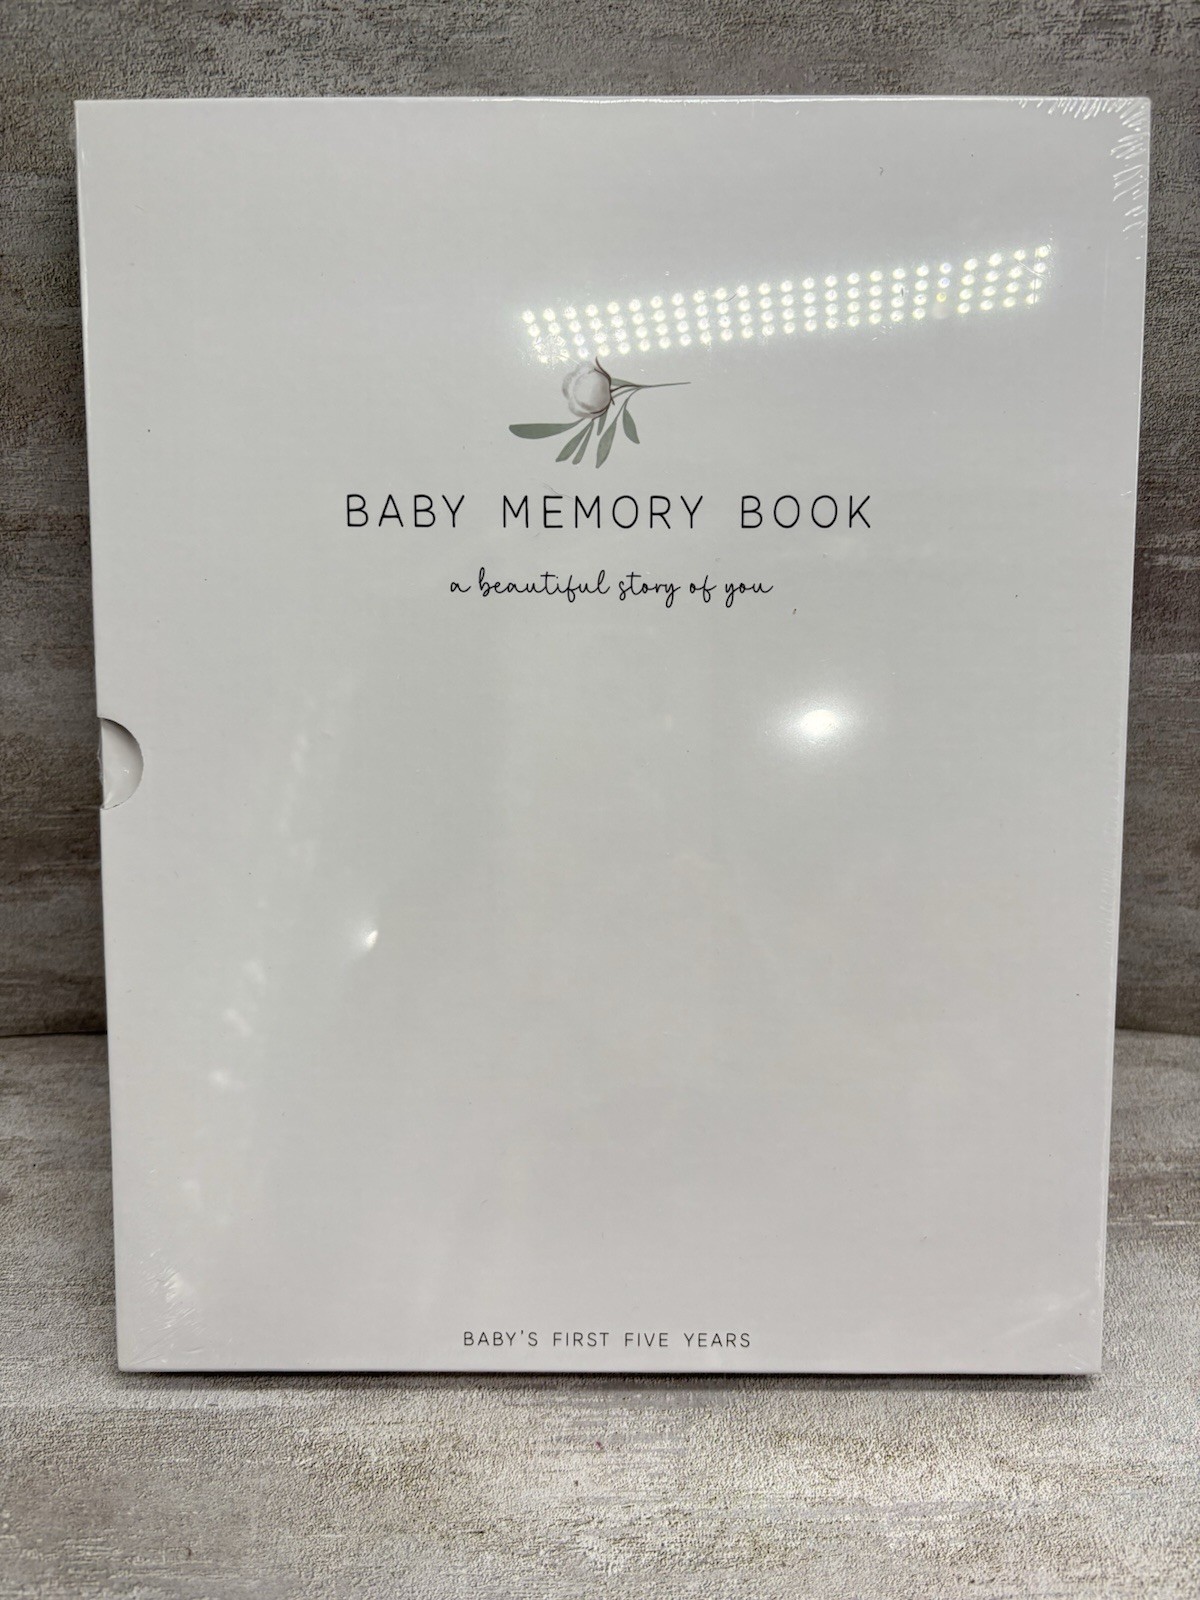 BABY MEMORY BOOK
a beautiful story of you
BABY'S FIRST FIVE YEARS